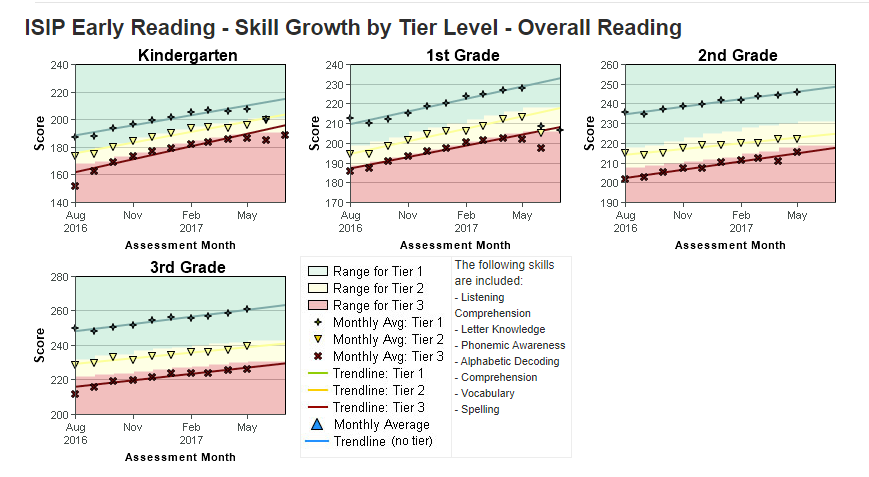 ISIP Early Reading - Skill Growth by Tier Level - Overall Reading
Kindergarten
240
220
200
180
160
140
Score
Aug
2016
Nov
Feb
2017
May
Assessment Month
1st Grade
240
230
220
210
200
190
180
170
Score
Aug
2016
Nov
Feb
2017
May
Assessment Month
2nd Grade
260
250
240
230
220
210
200
190
Score
Aug
2016
Nov
Feb
2017
May
Assessment Month
3rd Grade
280
260
240
220
200
Score
Aug
2016
Nov
Feb
2017
May
Assessment Month
Range for Tier 1
Range for Tier 2
Range for Tier 3
Monthly Avg: Tier 1
Monthly Avg: Tier 2
Monthly Avg: Tier 3
Trendline: Tier 1
Trendline: Tier 2
Trendline: Tier 3
Monthly Average
Trendline (no tier)
The following skills
are included:
- Listening
Comprehension
- Letter Knowledge
- Phonemic Awareness
- Alphabetic Decoding
- Comprehension
- Vocabulary
- Spelling